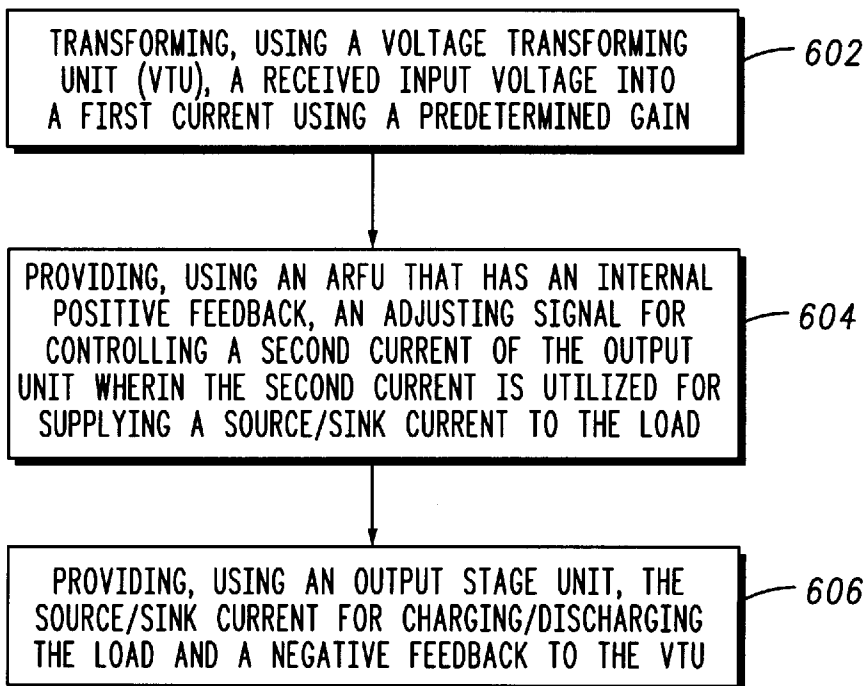 TRANSFORMING, USING A VOLTAGE TRANSFORMING
UNIT (VTU), A RECEIVED INPUT VOLTAGE INTO
A FIRST CURRENT USING A PREDETERMINED GAIN
602
PROVIDING, USING AN ARFU THAT HAS AN INTERNAL
POSITIVE FEEDBACK, AN ADJUSTING SIGNAL FOR
CONTROLLING A SECOND CURRENT OF THE OUTPUT
UNIT WHERIN THE SECOND CURRENT IS UTILIZED FOR
SUPPLYING A SOURCE/SINK CURRENT TO THE LOAD
604
PROVIDING, USING AN OUTPUT STAGE UNIT, THE
SOURCE/SINK CURRENT FOR CHARGING/DISCHARGING
THE LOAD AND A NEGATIVE FEEDBACK TO THE VTU
606